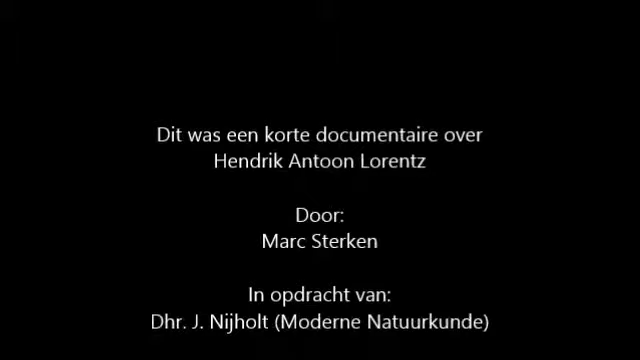 Dit was een korte documentaire over
Hendrik Antoon Lorentz
Door:
Marc Sterken
In opdracht van:
Dhr. J. Nijholt (Moderne Natuurkunde)